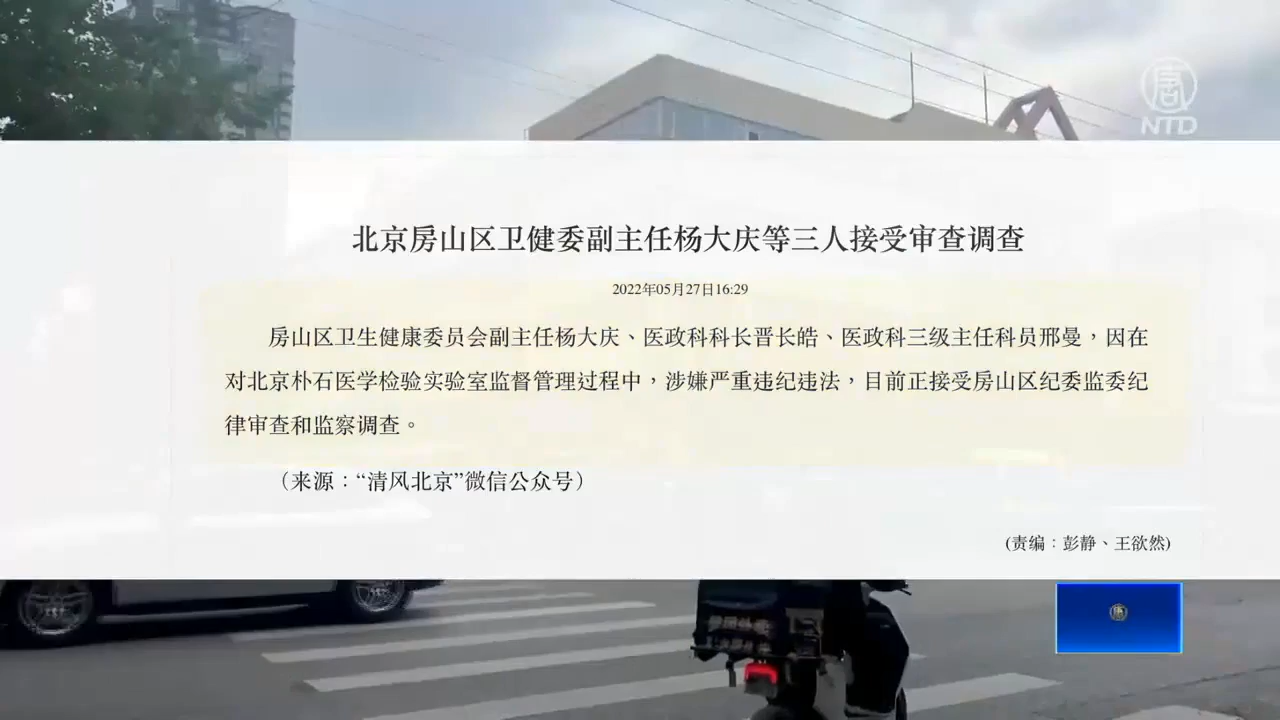 唐
NTD
北京房山区卫健委副主任杨大庆等三人接受审查调查
2022年05月27日16:29
房山区卫生健康委员会副主任杨大庆、医政科科长晋长皓、医政科三级主任科员邢曼，因在
对北京朴石医学检验实验室监督管理过程中，涉嫌严重违纪违法，目前正接受房山区纪委监委纪
律审查和监察调查。
（来源：“清风北京”微信公众号）
(责编：彭静、王欲然)
唐